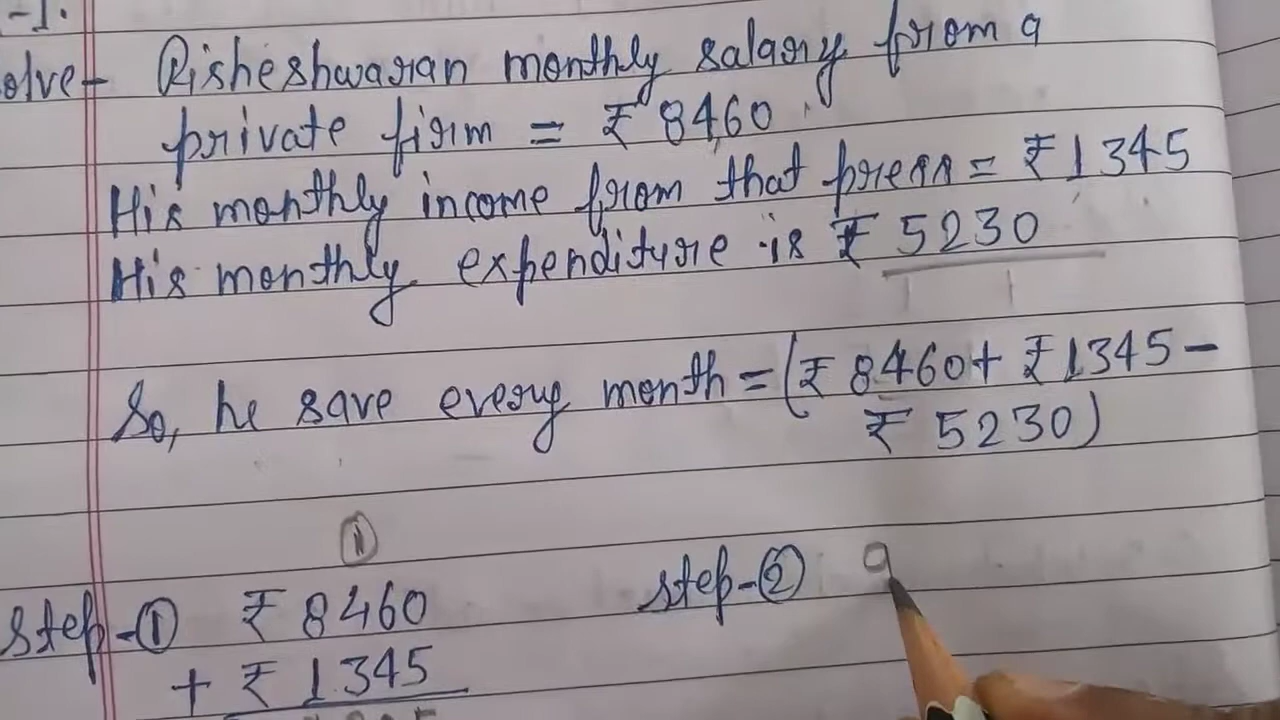 -1.
olve- Risheshwaran monthly salary from a
private firm = ₹ 8460
His monthly income from that press = ₹ 1345
His monthly expenditure is ₹ 5230
So, he save every month = (₹ 8460 + ₹ 1345 -
₹ 5230)
1
step-① ₹ 8460
+ ₹ 1345
step-② 9